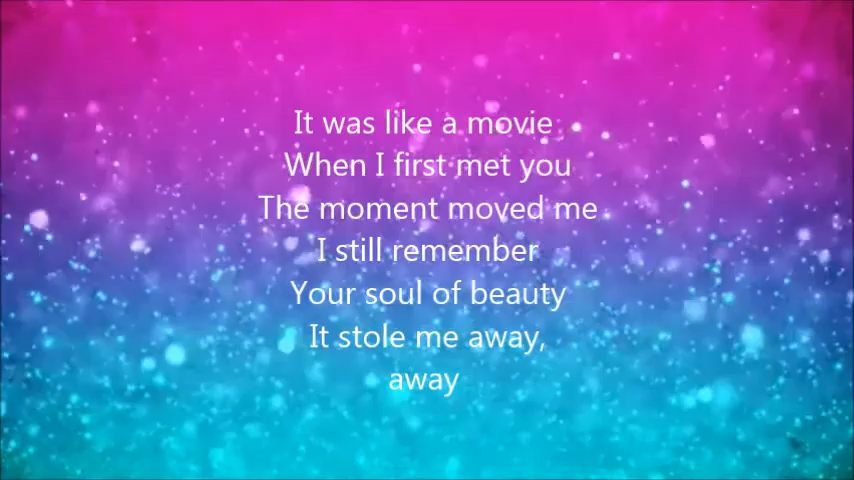 It was like a movie
When I first met you
The moment moved me
I still remember
Your soul of beauty
It stole me away,
away